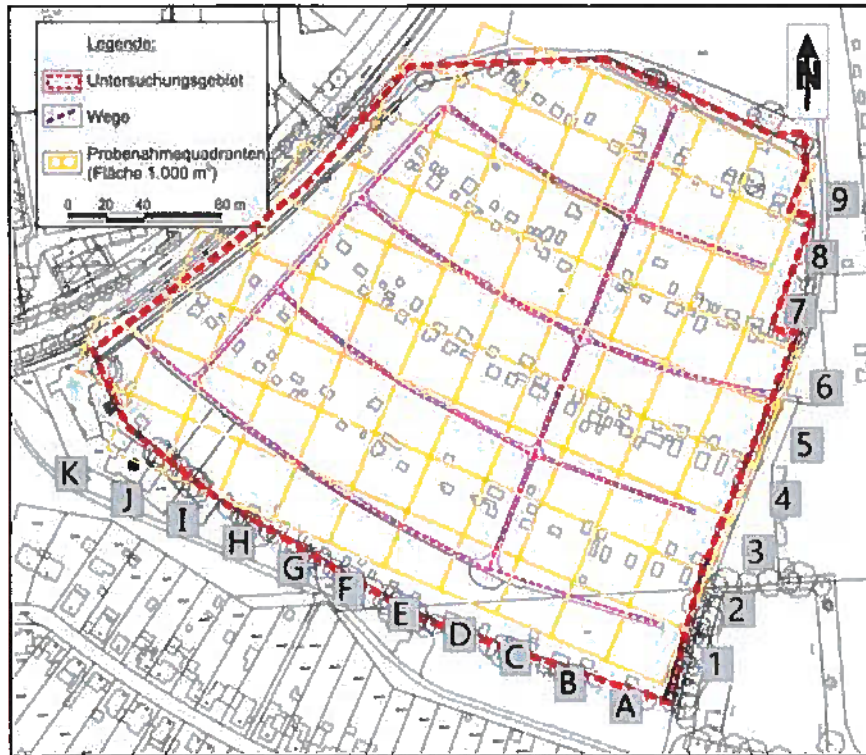 Legende:
Untersuchungsgebiet
Wege
Probenahmequadranten
(Fläche 1.000 m²)
0 20 40 80 m
N
9
8
7
6
5
4
3
2
1
K
J
I
H
G
F
E
D
C
B
A